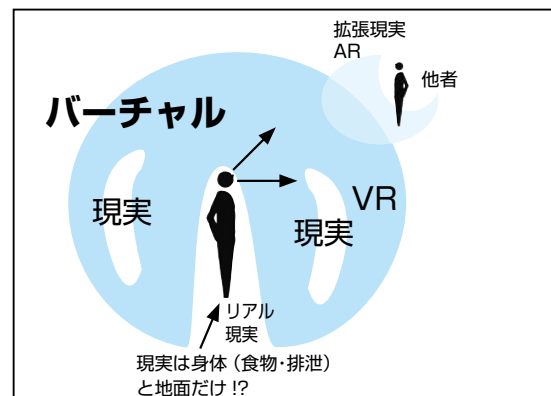 拡張現実
AR
他者
バーチャル
現実
VR
現実
リアル
現実
現実は身体（食物・排泄）
と地面だけ!?